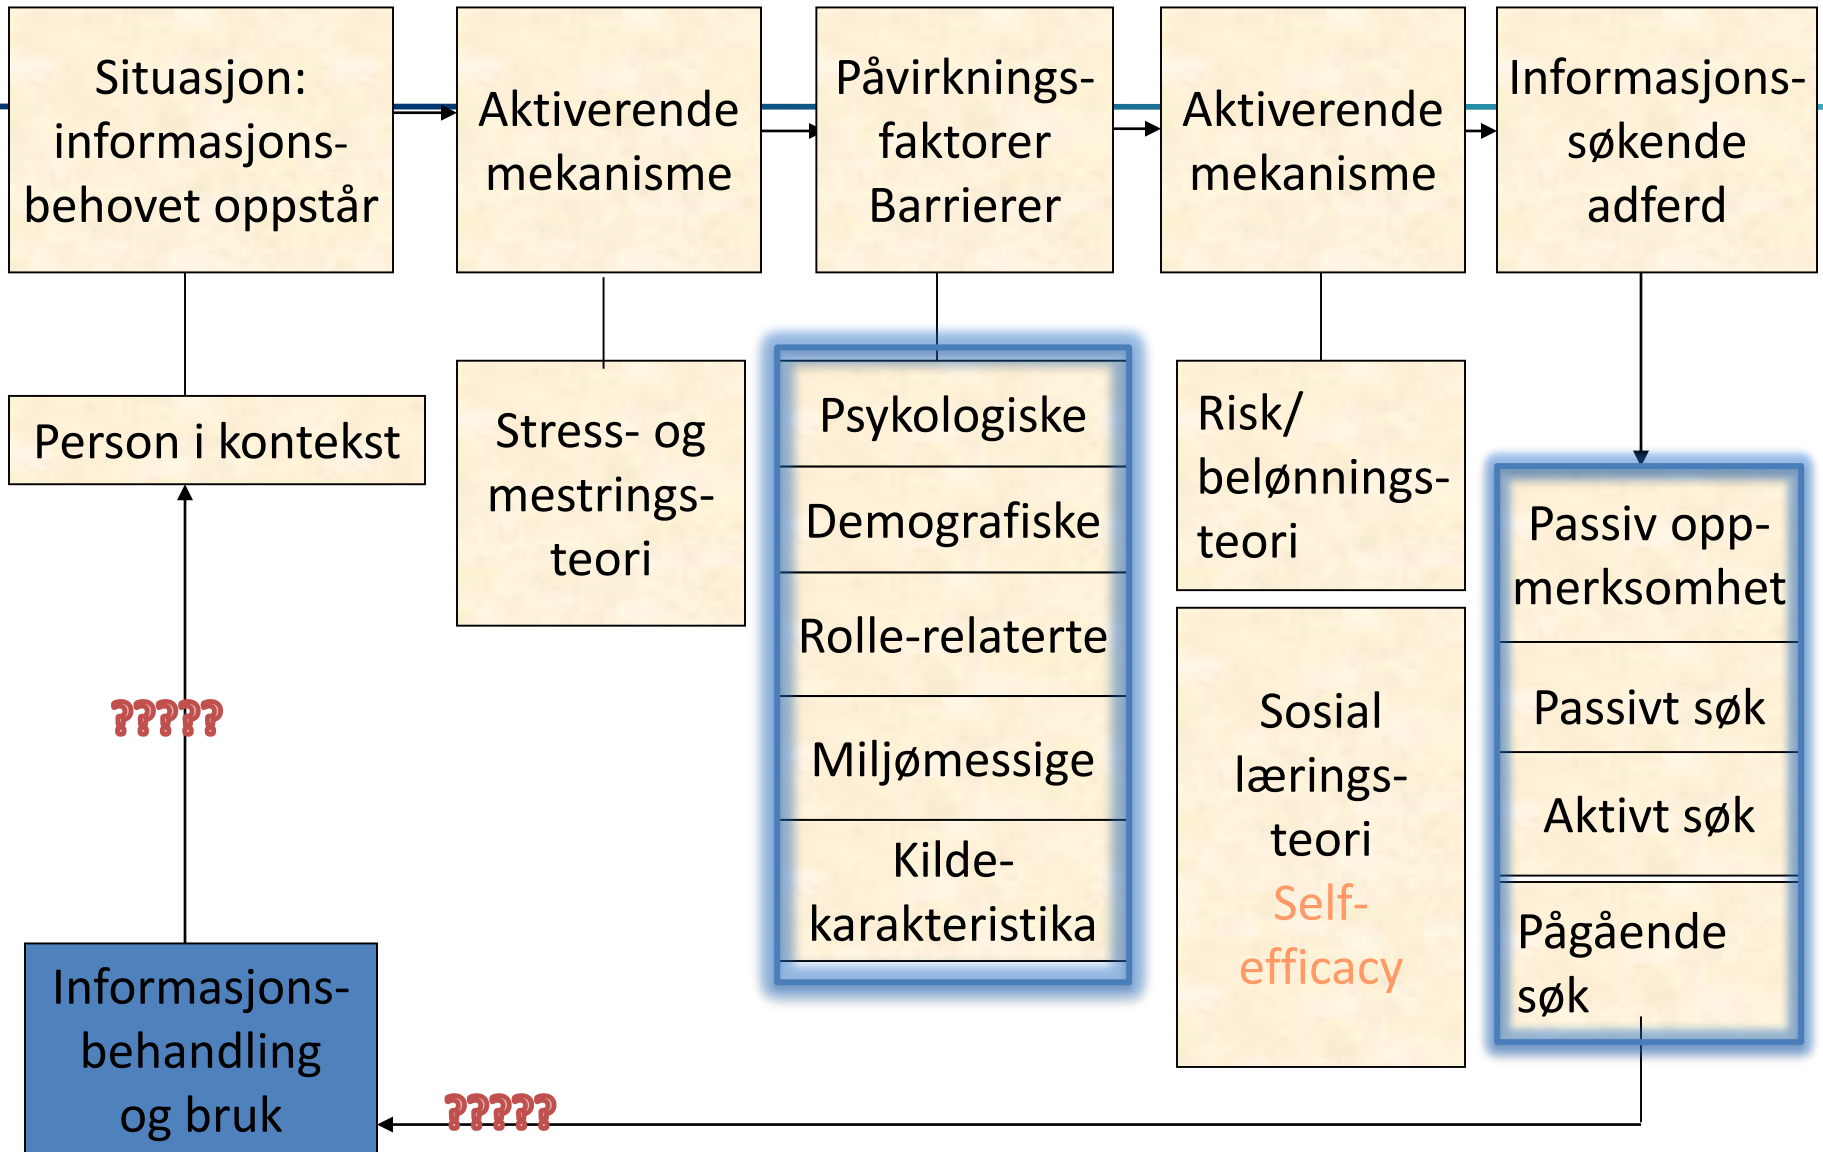 Situasjon:
informasjons-
behovet oppstår
Aktiverende
mekanisme
Påvirknings-
faktorer
Barrierer
Aktiverende
mekanisme
Informasjons-
søkende
adferd
Person i kontekst
Stress- og
mestrings-
teori
Psykologiske
Demografiske
Rolle-relaterte
Miljømessige
Kilde-
karakteristika
Risk/
belønnings-
teori
Sosial
lærings-
teori
Self-
efficacy
Passiv opp-
merksomhet
Passivt søk
Aktivt søk
Pågående
søk
?????
Informasjons-
behandling
og bruk
?????